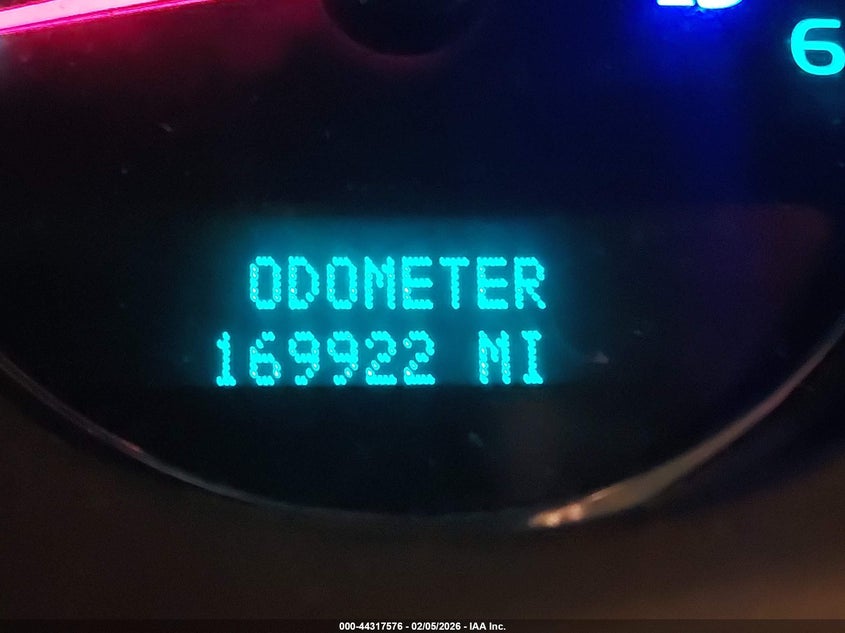 6
ODOMETER
169922 MI
000-44317576 - 02/05/2026 - IAA Inc.